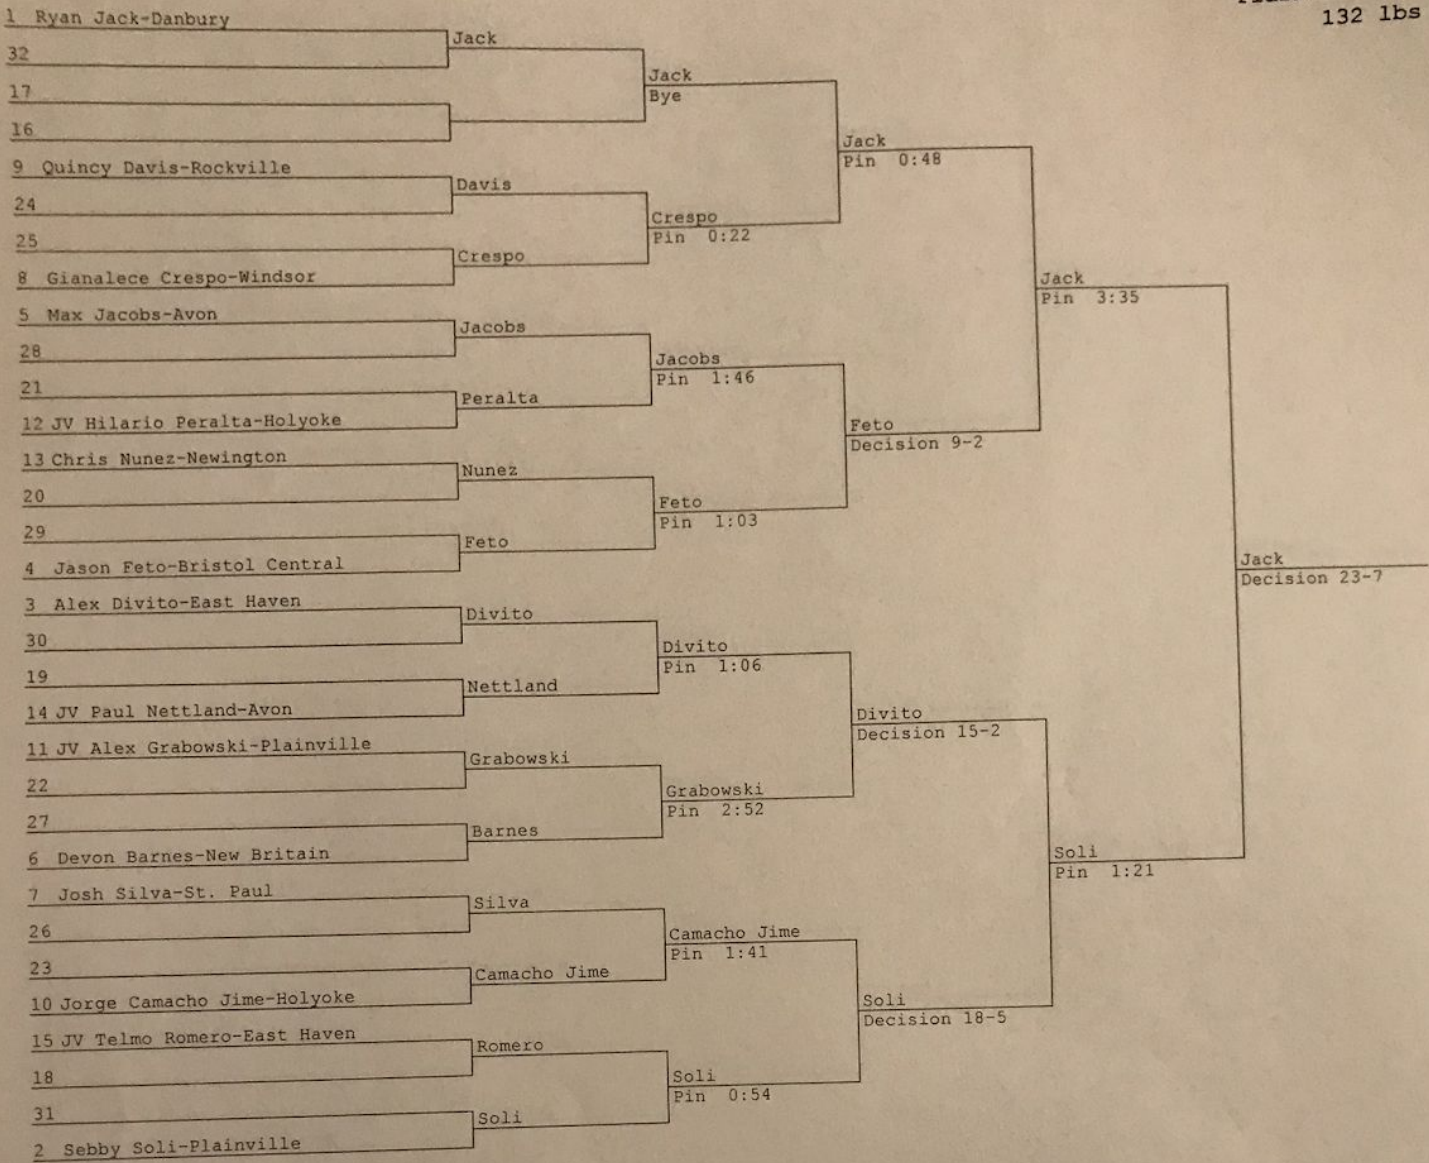 132 lbs
1 Ryan Jack-Danbury
Jack
32
Jack
Bye
17
16
Jack
Pin 0:48
9 Quincy Davis-Rockville
Davis
24
Crespo
Pin 0:22
25
Crespo
8 Gianalece Crespo-Windsor
Jack
Pin 3:35
5 Max Jacobs-Avon
Jacobs
28
Jacobs
Pin 1:46
21
Peralta
12 JV Hilario Peralta-Holyoke
Feto
Decision 9-2
13 Chris Nunez-Newington
Nunez
20
Feto
Pin 1:03
29
Feto
4 Jason Feto-Bristol Central
Jack
Decision 23-7
3 Alex Divito-East Haven
Divito
30
Divito
Pin 1:06
19
Nettland
14 JV Paul Nettland-Avon
Divito
Decision 15-2
11 JV Alex Grabowski-Plainville
Grabowski
22
Grabowski
Pin 2:52
27
Barnes
6 Devon Barnes-New Britain
Soli
Pin 1:21
7 Josh Silva-St. Paul
Silva
26
Camacho Jime
Pin 1:41
23
Camacho Jime
10 Jorge Camacho Jime-Holyoke
Soli
Decision 18-5
15 JV Telmo Romero-East Haven
Romero
18
Soli
Pin 0:54
31
Soli
2 Sebby Soli-Plainville